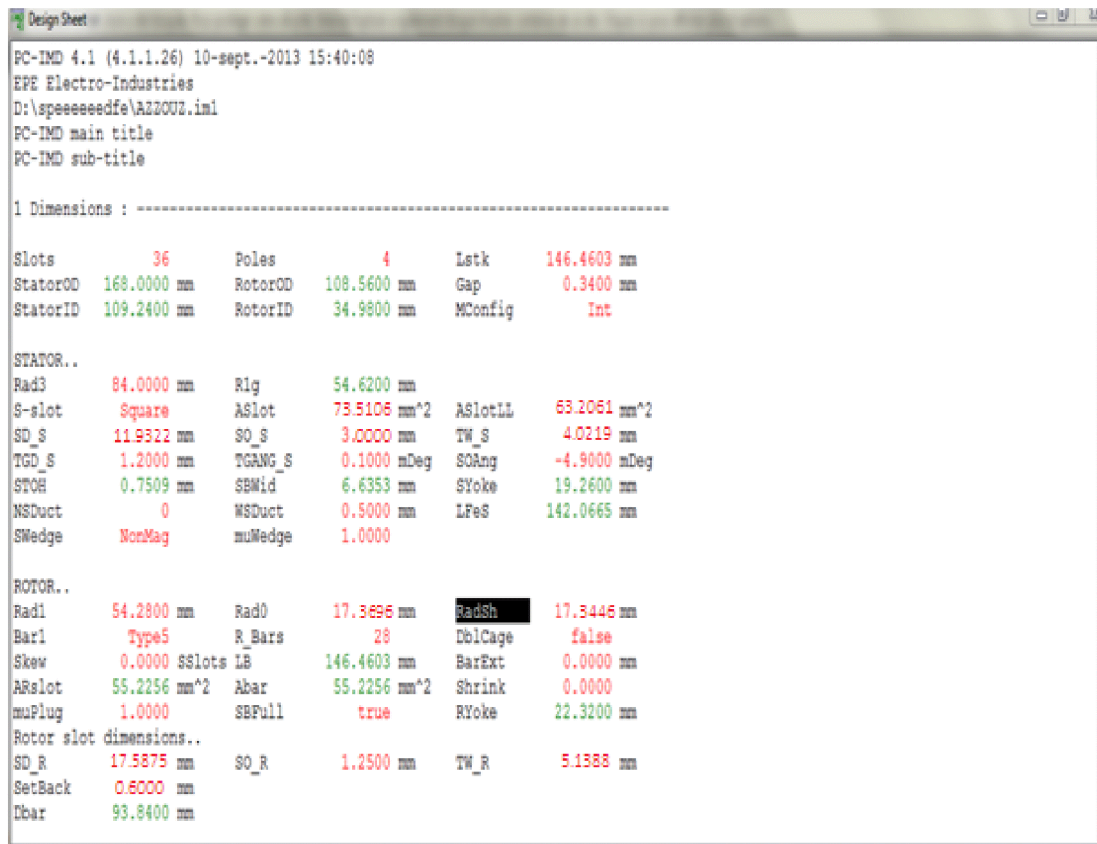 Design Sheet
PC-IMD 4.1 (4.1.1.26) 10-sept.-2013 15:40:08
EPE Electro-Industries
D:\speeeeeedfe\AZZOUZ.im1
PC-IMD main title
PC-IMD sub-title
1 Dimensions : -----------------------------------------------------------------
Slots 36 Poles 4 Lstk 146.4603 mm
StatorOD 168.0000 mm RotorOD 108.5600 mm Gap 0.3400 mm
StatorID 109.2400 mm RotorID 34.9800 mm MConfig Int
STATOR..
Rad3 84.0000 mm R1g 54.6200 mm
S-slot Square ASlot 73.5106 mm^2 ASlotLL 63.2061 mm^2
SD_S 11.9322 mm SO_S 3.0000 mm TW_S 4.0219 mm
TGD_S 1.2000 mm TGANG_S 0.1000 mDeg SOAng -4.9000 mDeg
STOH 0.7509 mm SBWid 6.6353 mm SYoke 19.2600 mm
NSDuct 0 WSDuct 0.5000 mm LFeS 142.0665 mm
SWedge NonMag muWedge 1.0000
ROTOR..
Rad1 54.2800 mm Rad0 17.3696 mm RadSh 17.3446 mm
Bar1 Type5 R_Bars 28 DblCage false
Skew 0.0000 SSlots LB 146.4603 mm BarExt 0.0000 mm
ARslot 55.2256 mm^2 Abar 55.2256 mm^2 Shrink 0.0000
muPlug 1.0000 SBFull true RYoke 22.3200 mm
Rotor slot dimensions..
SD_R 17.5875 mm SO_R 1.2500 mm TW_R 5.1388 mm
SetBack 0.6000 mm
Dbar 93.8400 mm